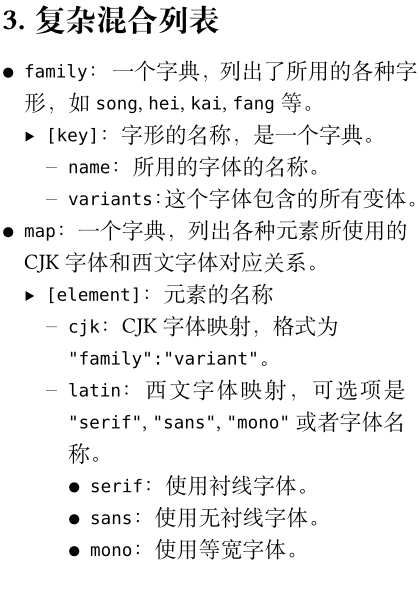 3. 复杂混合列表
● family： 一个字典，列出了所用的各种字
形，如 song, hei, kai, fang 等。
▶ [key]：字形的名称，是一个字典。
– name：所用的字体的名称。
– variants:这个字体包含的所有变体。
● map：一个字典，列出各种元素所使用的
CJK 字体和西文字体对应关系。
▶ [element]：元素的名称
– cjk：CJK 字体映射，格式为
"family":"variant"。
– latin：西文字体映射，可选项是
"serif", "sans", "mono" 或者字体名
称。
● serif：使用衬线字体。
● sans：使用无衬线字体。
● mono：使用等宽字体。